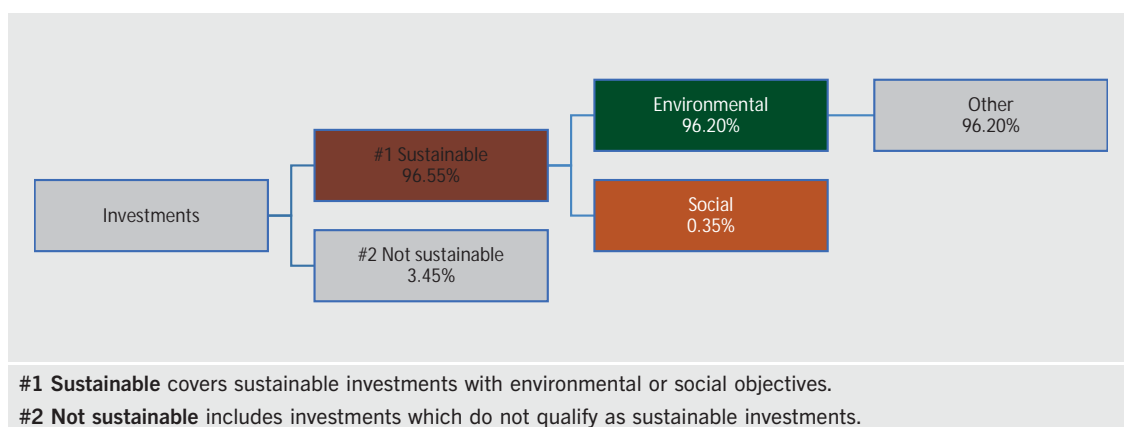 Environmental
96.20%
Other
96.20%
#1 Sustainable
96.55%
Investments
Social
0.35%
#2 Not sustainable
3.45%
#1 Sustainable covers sustainable investments with environmental or social objectives.
#2 Not sustainable includes investments which do not qualify as sustainable investments.